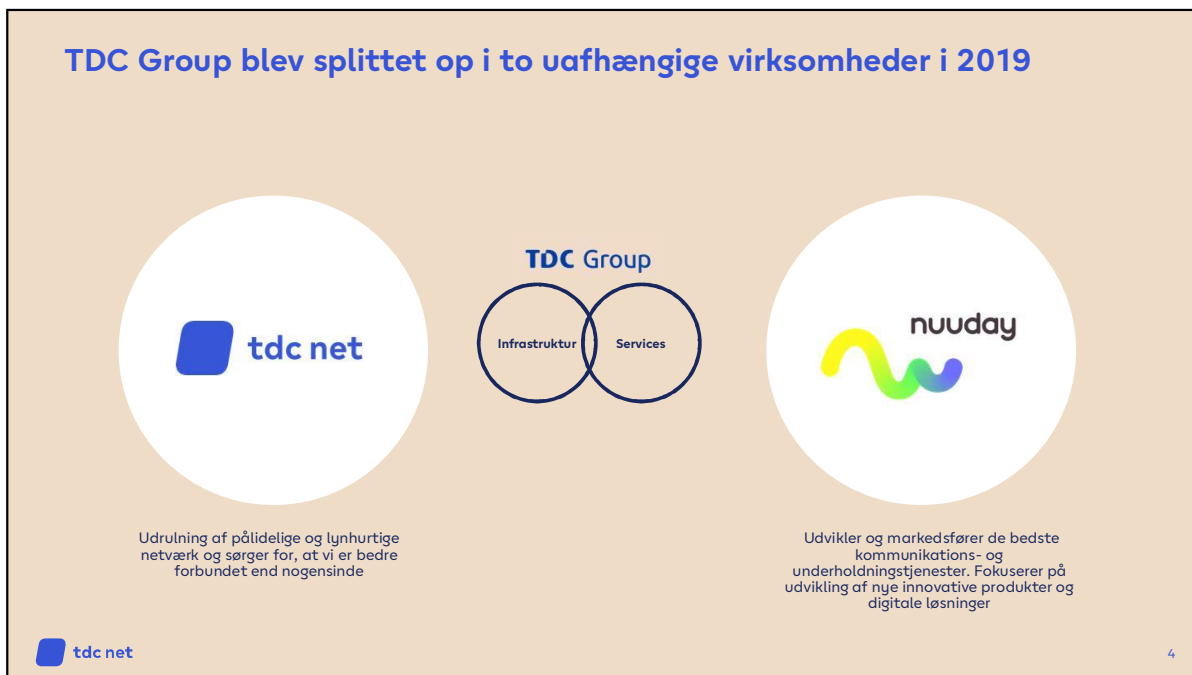 TDC Group blev splittet op i to uafhængige virksomheder i 2019
TDC Group
Infrastruktur
Services
tdc net
nuuday
Udrulning af pålidelige og lynhurtige
netværk og sørger for, at vi er bedre
forbundet end nogensinde
Udvikler og markedsfører de bedste
kommunikations- og
underholdningstjenester. Fokuserer på
udvikling af nye innovative produkter og
digitale løsninger
tdc net
4